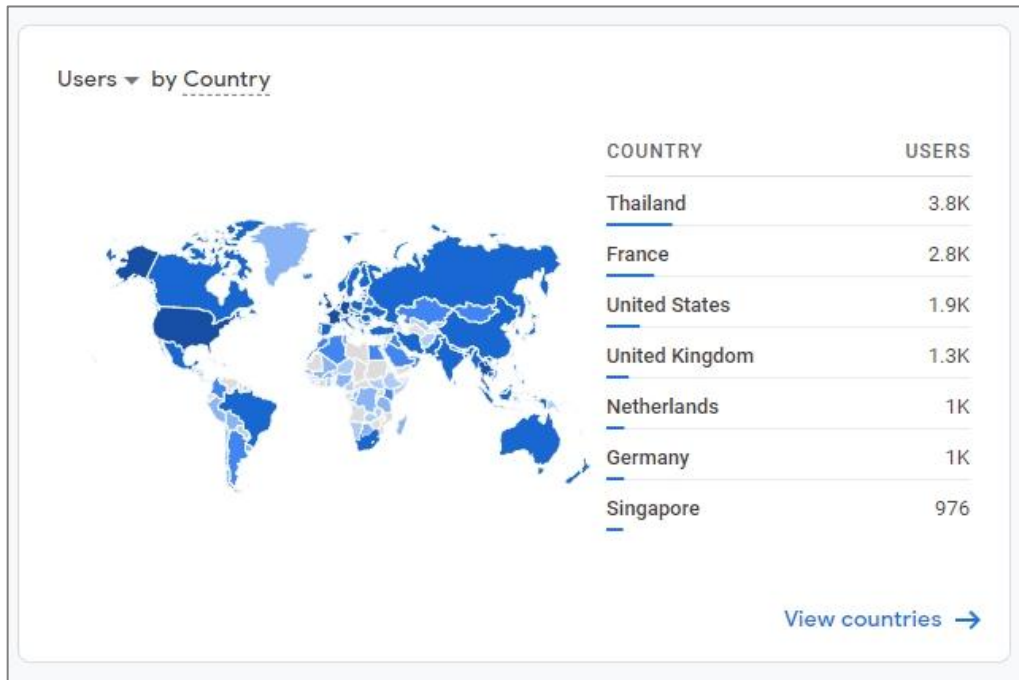 Users by Country
COUNTRY USERS
Thailand 3.8K
France 2.8K
United States 1.9K
United Kingdom 1.3K
Netherlands 1K
Germany 1K
Singapore 976
View countries